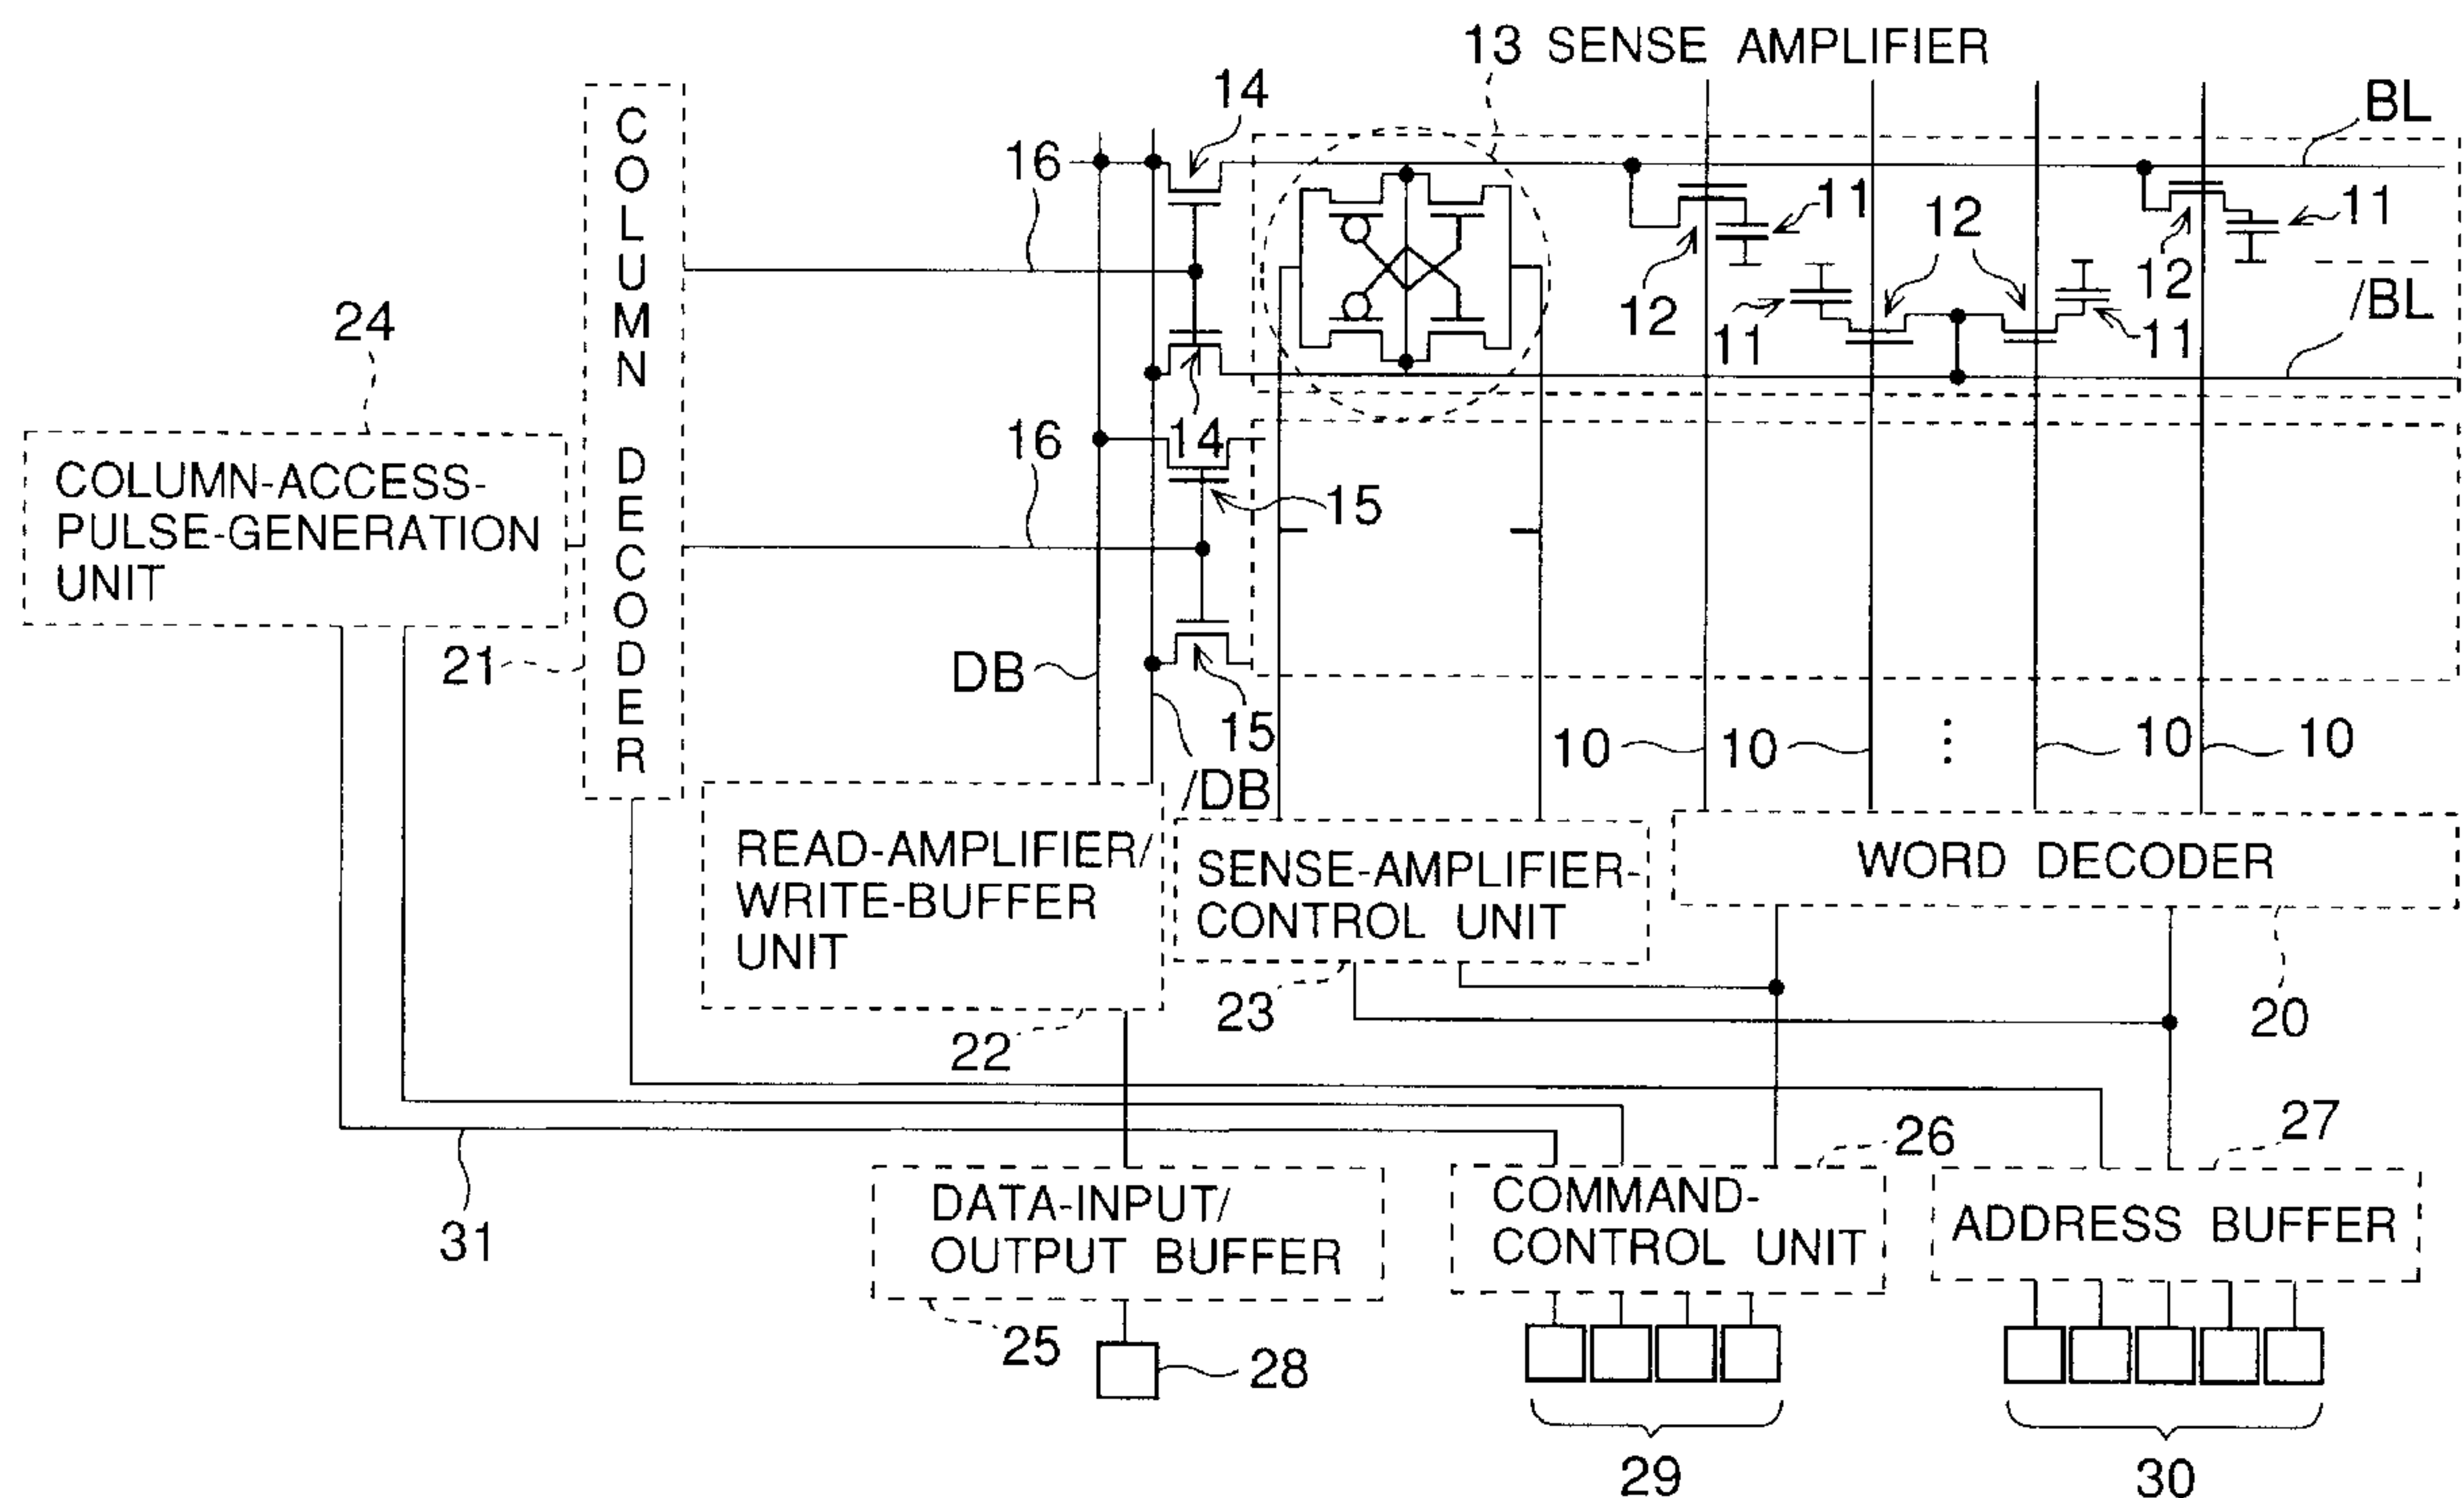 13 SENSE AMPLIFIER
14
BL
16
11
12
11
12
12
/BL
11
11
12
24
COLUMN DECODER
14
16
COLUMN-ACCESS-
PULSE-GENERATION
UNIT
15
21
DB
15
/DB
10
10
10
10
READ-AMPLIFIER/
WRITE-BUFFER
UNIT
SENSE-AMPLIFIER-
CONTROL UNIT
WORD DECODER
22
23
20
31
DATA-INPUT/
OUTPUT BUFFER
26
COMMAND-
CONTROL UNIT
27
ADDRESS BUFFER
25
28
29
30